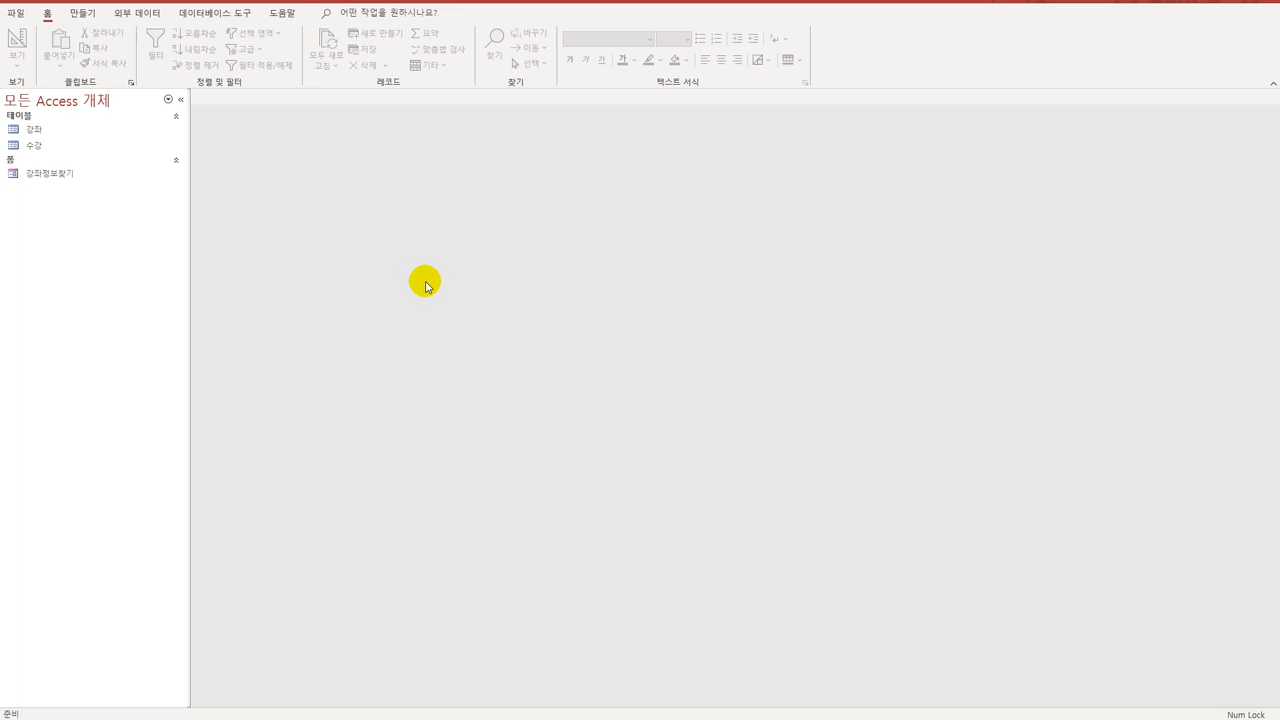 파일 홈 만들기 외부 데이터 데이터베이스 도구 도움말 어떤 작업을 원하시나요?
보기
붙여넣기
잘라내기
복사
서식 복사
필터
오름차순
내림차순
정렬 제거
선택 영역
고급
필터 적용/해제
모두 새로 고침
새로 만들기
저장
삭제
요약
맞춤법 검사
기타
찾기
바꾸기
이동
선택
가 가 가 가
보기 클립보드 정렬 및 필터 레코드 찾기 텍스트 서식
모든 Access 개체
테이블
강좌
수강
폼
강좌정보찾기
준비
Num Lock